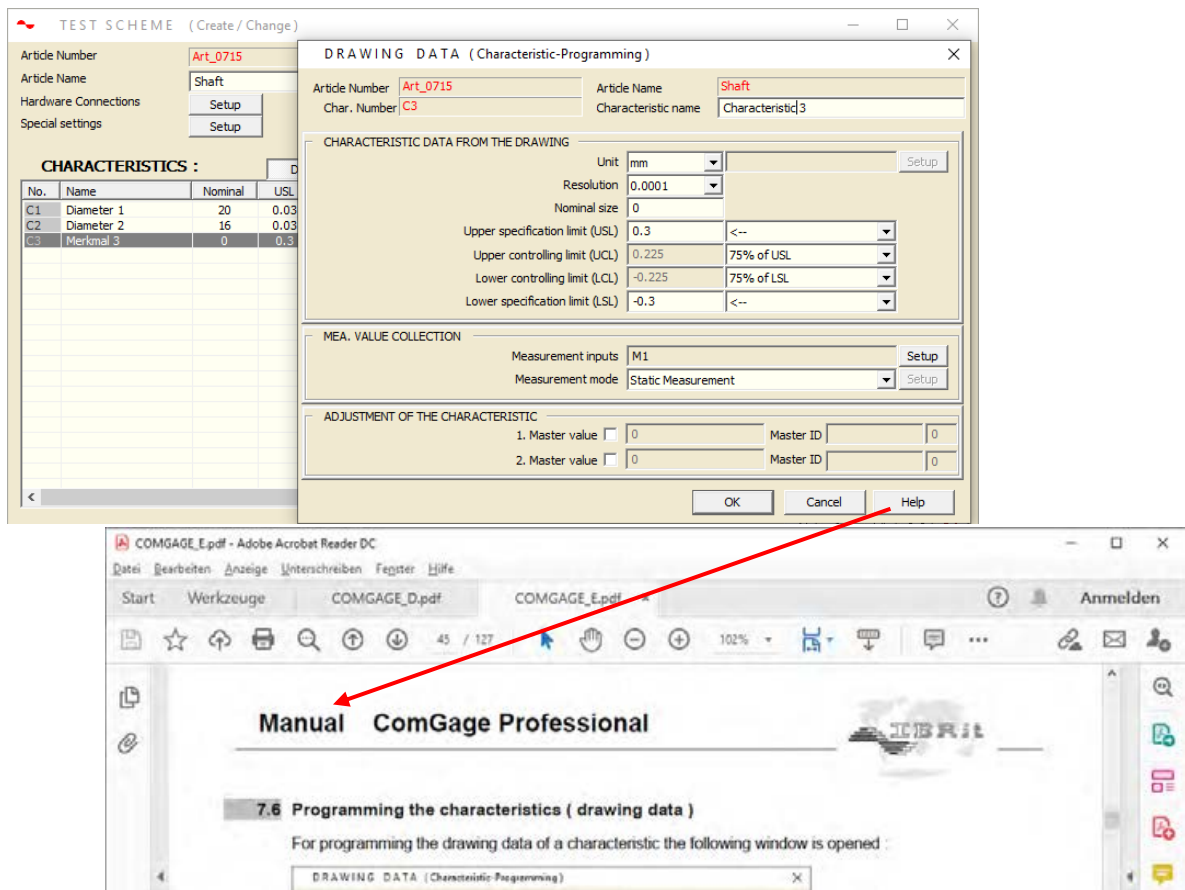 TEST SCHEME (Create / Change)
Article Number Art_0715
Article Name Shaft
Hardware Connections Setup
Special settings Setup
CHARACTERISTICS : D
No. Name Nominal USL
C1 Diameter 1 20 0.03
C2 Diameter 2 16 0.03
C3 Merkmal 3 0 0.3
DRAWING DATA (Characteristic-Programming)
Article Number Art_0715 Article Name Shaft
Char. Number C3 Characteristic name Characteristic 3
CHARACTERISTIC DATA FROM THE DRAWING
Unit mm Setup
Resolution 0.0001
Nominal size 0
Upper specification limit (USL) 0.3 <--
Upper controlling limit (UCL) 0.225 75% of USL
Lower controlling limit (LCL) -0.225 75% of LSL
Lower specification limit (LSL) -0.3 <--
MEA. VALUE COLLECTION
Measurement inputs M1 Setup
Measurement mode Static Measurement Setup
ADJUSTMENT OF THE CHARACTERISTIC
1. Master value 0 Master ID 0
2. Master value 0 Master ID 0
OK Cancel Help
COMGAGE_E.pdf - Adobe Acrobat Reader DC
Datei Bearbeiten Anzeige Unterschreiben Fenster Hilfe
Start Werkzeuge COMGAGE_D.pdf COMGAGE_E.pdf Anmelden
45 / 127 102%
Manual ComGage Professional
IBRit
7.6 Programming the characteristics ( drawing data )
For programming the drawing data of a characteristic the following window is opened :
DRAWING DATA (Characteristic-Programming)